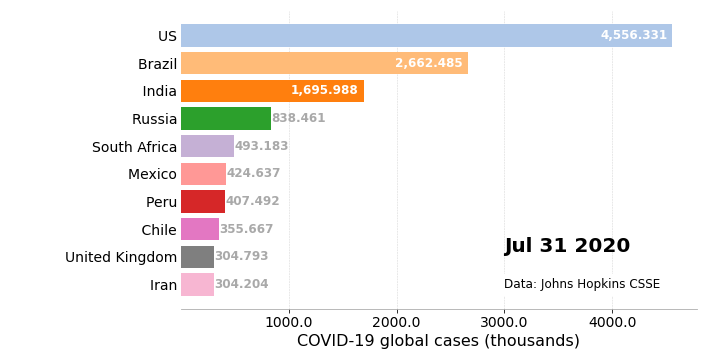 US 4,556.331
Brazil 2,662.485
India 1,695.988
Russia 838.461
South Africa 493.183
Mexico 424.637
Peru 407.492
Chile 355.667
United Kingdom 304.793
Iran 304.204
Jul 31 2020
Data: Johns Hopkins CSSE
1000.0 2000.0 3000.0 4000.0
COVID-19 global cases (thousands)